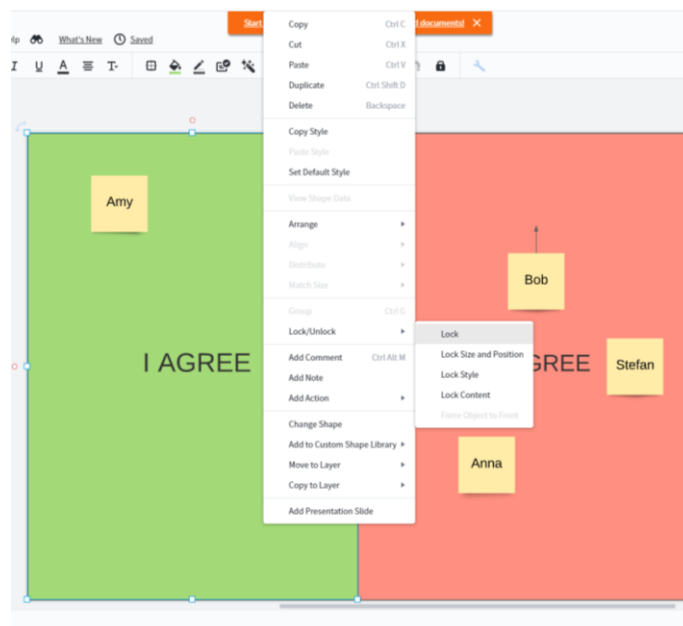 Start
d documents!
lp
What's New
Saved
I U A T
Copy Ctrl C
Cut Ctrl X
Paste Ctrl V
Duplicate Ctrl Shift D
Delete Backspace
Copy Style
Paste Style
Set Default Style
View Shape Data
Arrange
Align
Distribute
Match Size
Group Ctrl G
Lock/Unlock
Add Comment Ctrl Alt M
Add Note
Add Action
Change Shape
Add to Custom Shape Library
Move to Layer
Copy to Layer
Add Presentation Slide
Lock
Lock Size and Position
Lock Style
Lock Content
Force Object to Front
Amy
I AGREE
Bob
GREE
Stefan
Anna